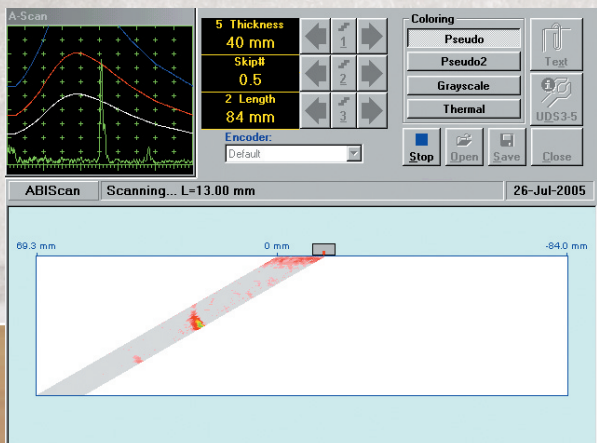 A-Scan
5 Thickness
40 mm
1
Skip#
0.5
2
2 Length
84 mm
3
Encoder:
Default
Coloring
Pseudo
Pseudo2
Grayscale
Thermal
Text
UDS3-5
Stop
Open
Save
Close
ABIScan
Scanning... L=13.00 mm
26-Jul-2005
69.3 mm
0 mm
-84.0 mm